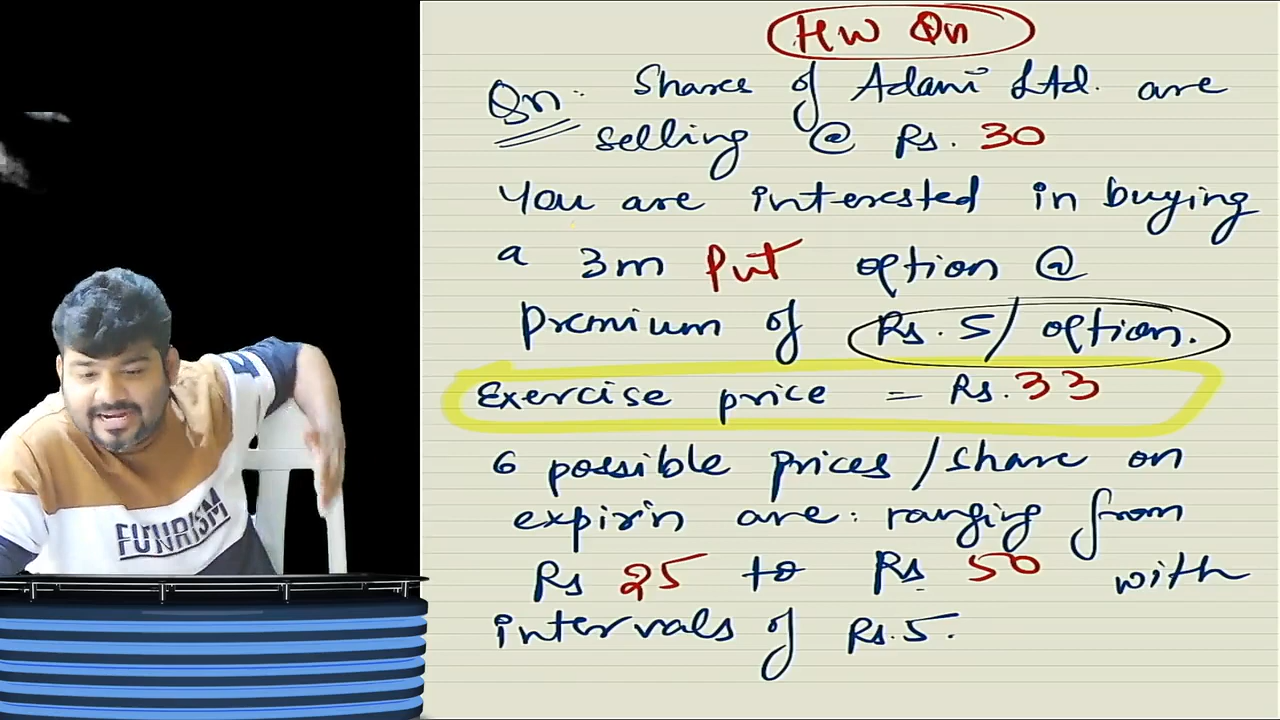 HW Qn
Qn: Shares of Adani Ltd. are
selling @ Rs. 30
You are interested in buying
a 3m Put option @
premium of Rs. 5/ option.
Exercise price = Rs. 33
6 possible prices / share on
expirin are: ranging from
Rs 25 to Rs 50 with
intervals of Rs. 5.
FUTURISM